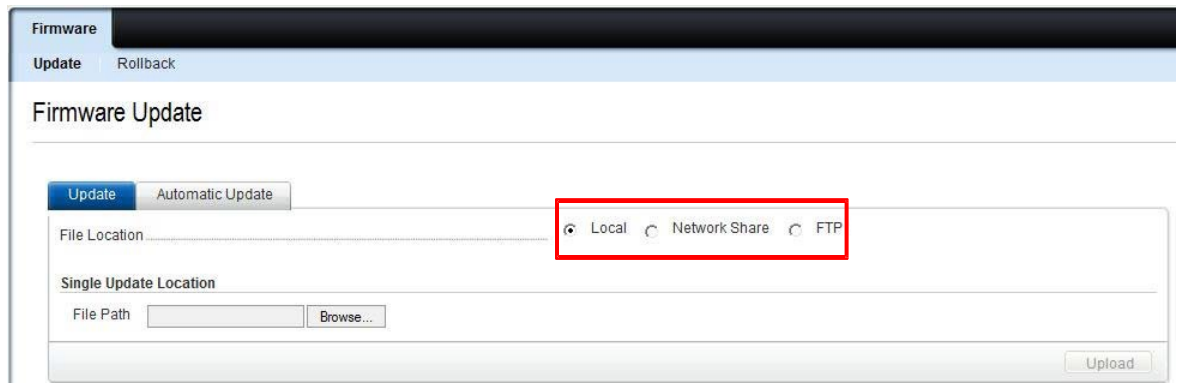 Firmware
Update Rollback
Firmware Update
Update Automatic Update
File Location Local Network Share FTP
Single Update Location
File Path Browse...
Upload